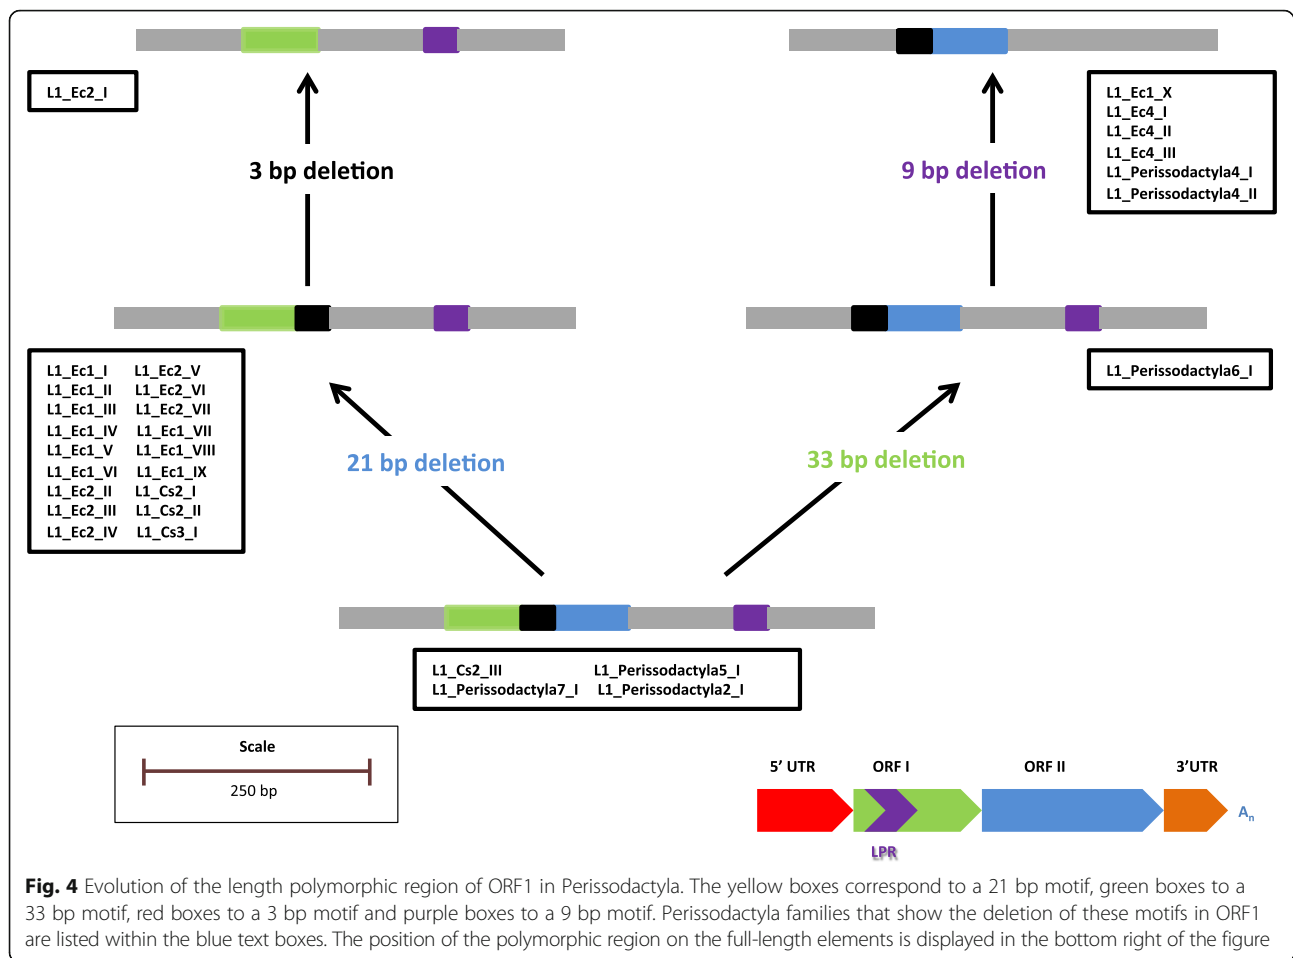 L1_Ec2_I
L1_Ec1_X
L1_Ec4_I
L1_Ec4_II
L1_Ec4_III
L1_Perissodactyla4_I
L1_Perissodactyla4_II
3 bp deletion
9 bp deletion
L1_Ec1_I L1_Ec2_V
L1_Ec1_II L1_Ec2_VI
L1_Ec1_III L1_Ec2_VII
L1_Ec1_IV L1_Ec1_VII
L1_Ec1_V L1_Ec1_VIII
L1_Ec1_VI L1_Ec1_IX
L1_Ec2_II L1_Cs2_I
L1_Ec2_III L1_Cs2_II
L1_Ec2_IV L1_Cs3_I
L1_Perissodactyla6_I
21 bp deletion
33 bp deletion
L1_Cs2_III L1_Perissodactyla5_I
L1_Perissodactyla7_I L1_Perissodactyla2_I
Scale
250 bp
5' UTR ORF I ORF II 3'UTR
An
LPR
Fig. 4 Evolution of the length polymorphic region of ORF1 in Perissodactyla. The yellow boxes correspond to a 21 bp motif, green boxes to a
33 bp motif, red boxes to a 3 bp motif and purple boxes to a 9 bp motif. Perissodactyla families that show the deletion of these motifs in ORF1
are listed within the blue text boxes. The position of the polymorphic region on the full-length elements is displayed in the bottom right of the figure